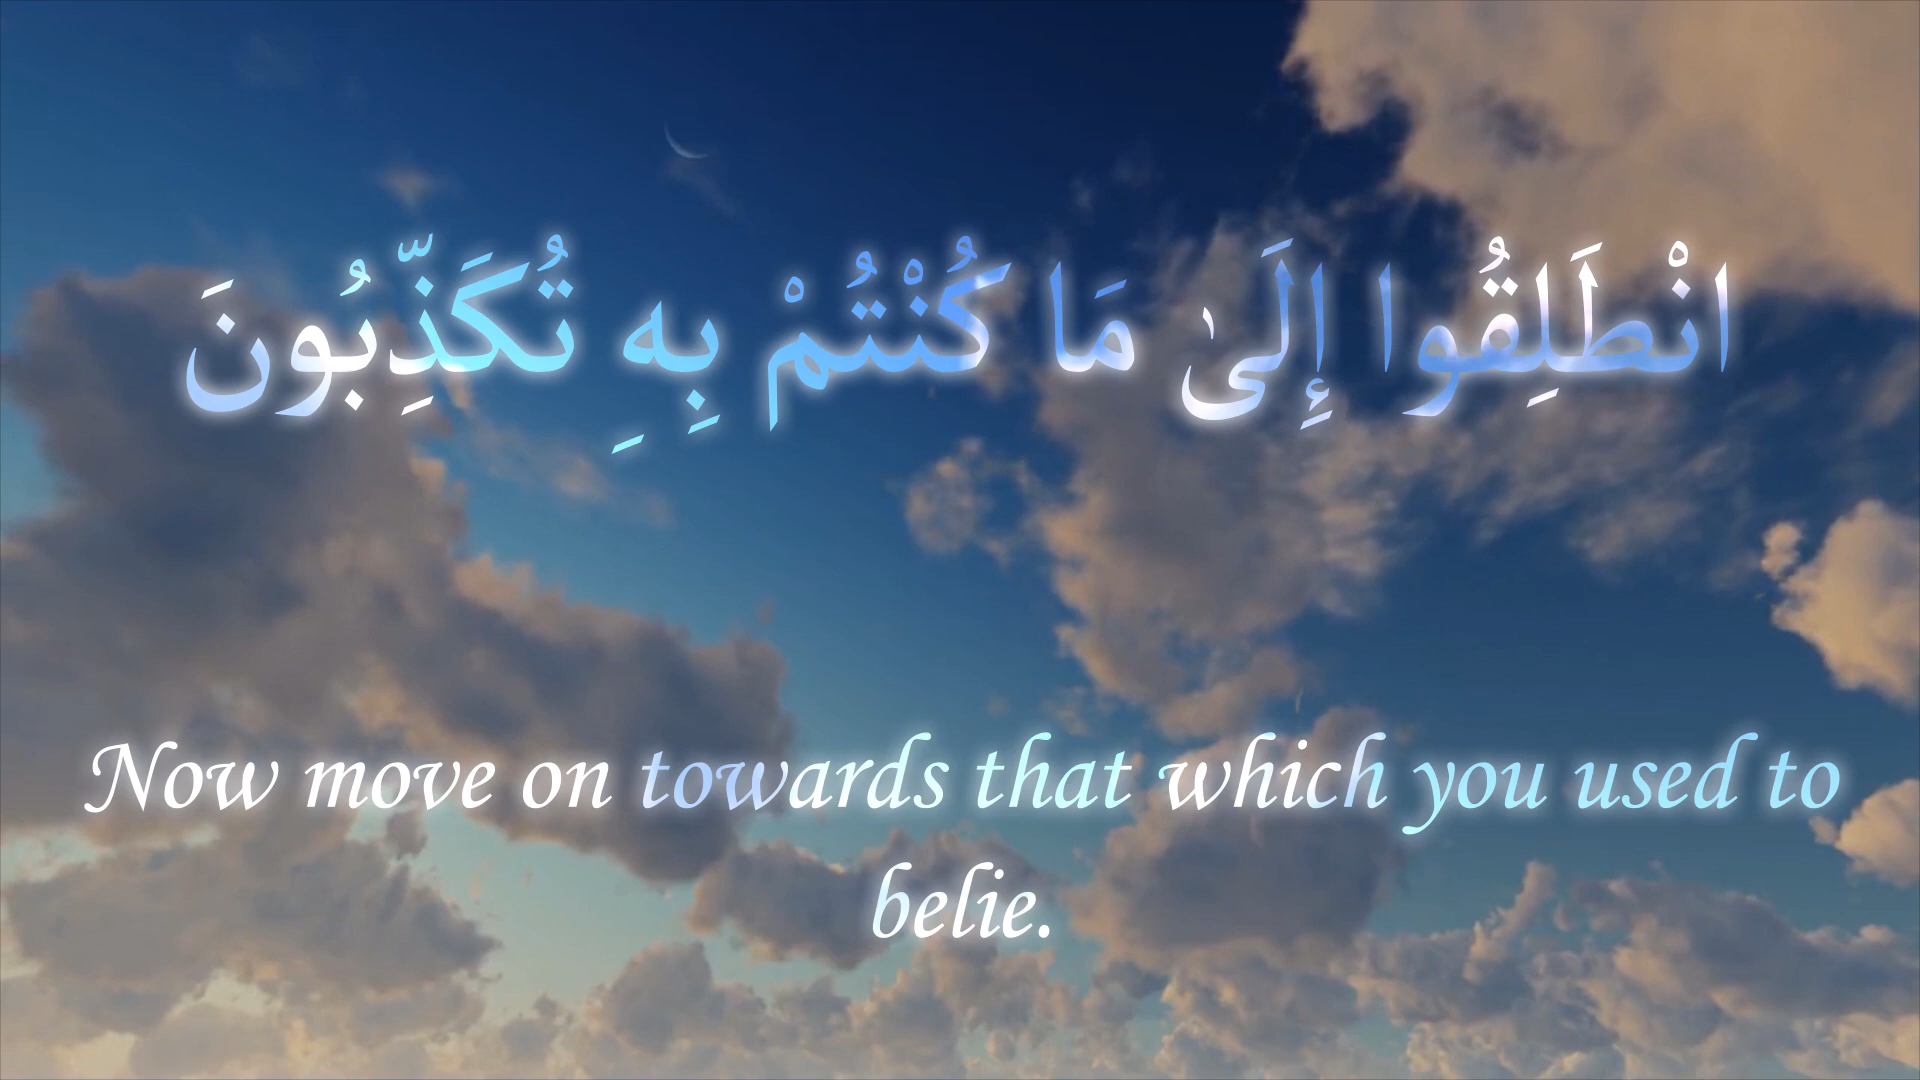 انْطَلِقُوا إِلَىٰ مَا كُنْتُمْ بِهِ تُكَذِّبُونَ
Now move on towards that which you used to
belie.